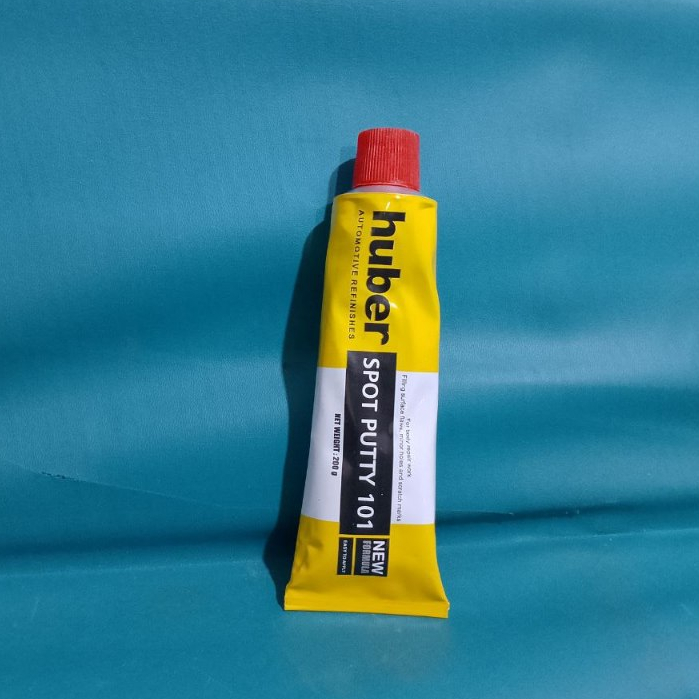 huber
AUTOMOTIVE REFINISHES
For body repair work
Filling surface flaws, minor holes and scratch marks
SPOT PUTTY 101
NET WEIGHT : 200 g
NEW
FORMULA
EASY TO APPLY